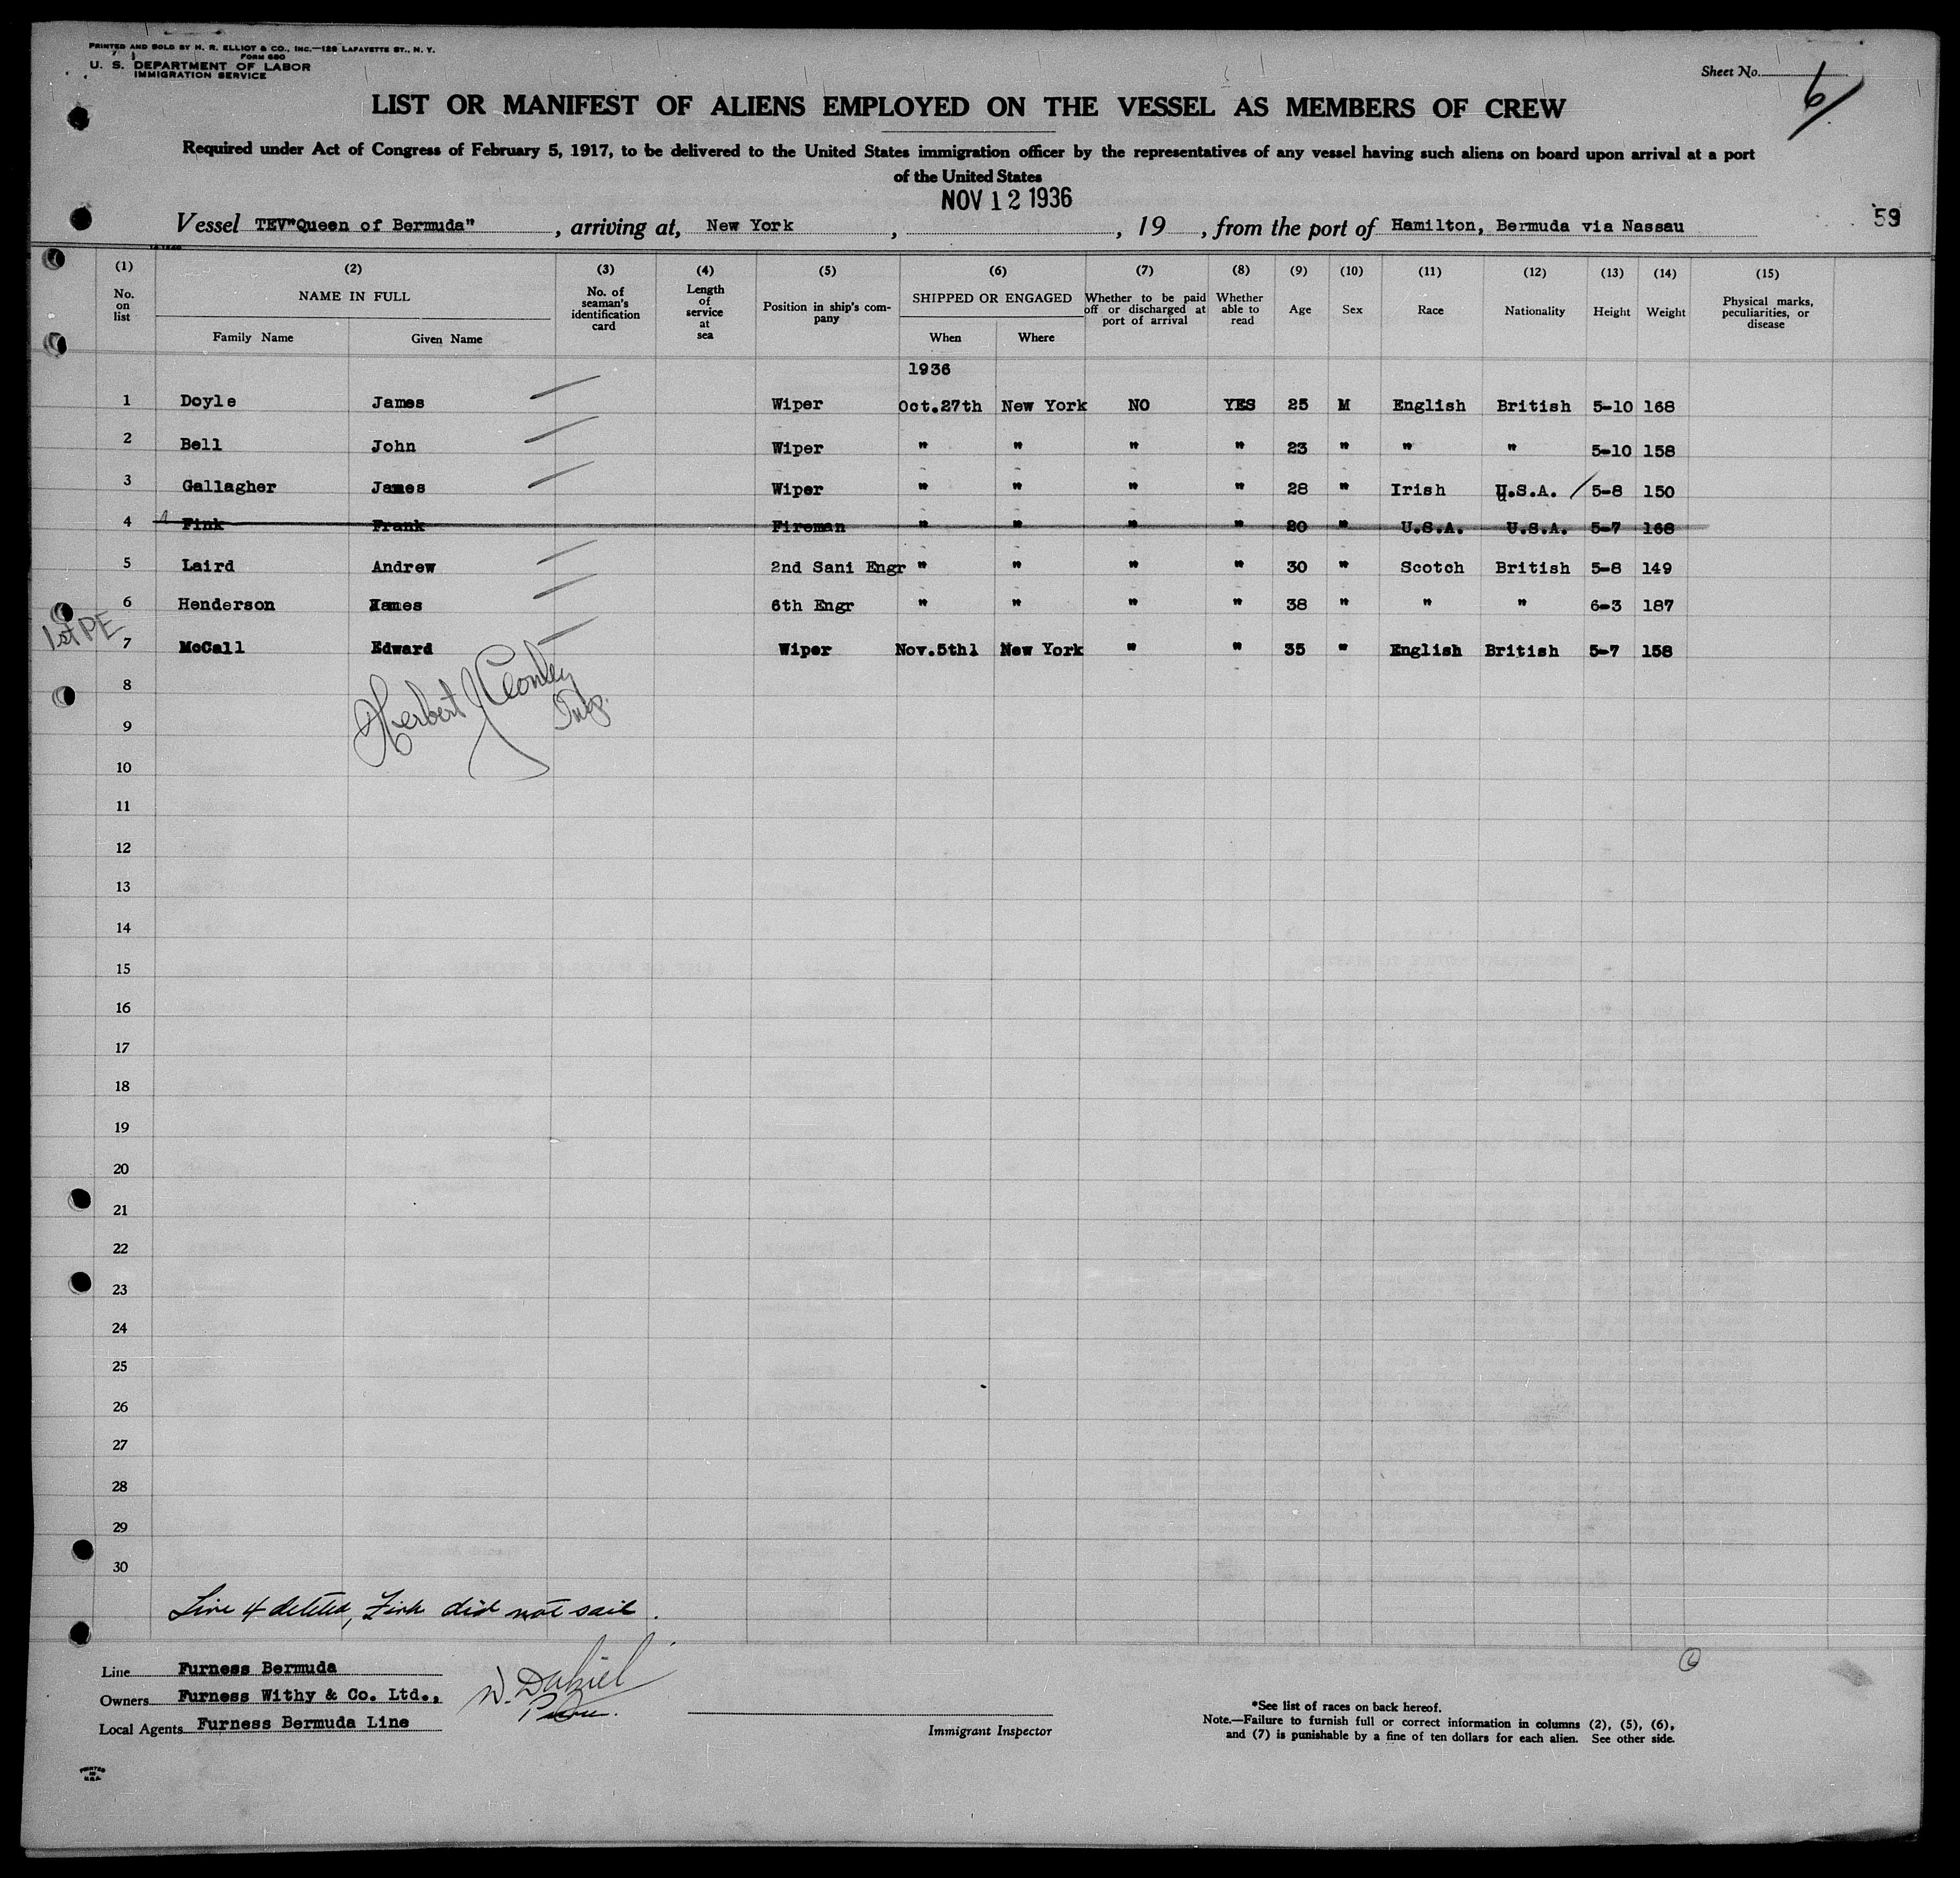 PRINTED AND SOLD BY H. R. ELLIOT & CO., INC.—128 LAFAYETTE ST., N. Y.
FORM 680
U. S. DEPARTMENT OF LABOR
IMMIGRATION SERVICE
Sheet No. 6
LIST OR MANIFEST OF ALIENS EMPLOYED ON THE VESSEL AS MEMBERS OF CREW
Required under Act of Congress of February 5, 1917, to be delivered to the United States immigration officer by the representatives of any vessel having such aliens on board upon arrival at a port
of the United States
NOV 12 1936
Vessel TEV"Queen of Bermuda", arriving at, New York, , 19 , from the port of Hamilton, Bermuda via Nassau
59
(1) (2) (3) (4) (5) (6) (7) (8) (9) (10) (11) (12) (13) (14) (15)
No. on list
NAME IN FULL
Family Name Given Name
No. of seaman's identification card
Length of service at sea
Position in ship's company
SHIPPED OR ENGAGED
When Where
Whether to be paid off or discharged at port of arrival
Whether able to read
Age Sex Race Nationality Height Weight
Physical marks, peculiarities, or disease
1936
1 Doyle James Wiper Oct.27th New York NO YES 25 M English British 5-10 168
2 Bell John Wiper " " " " 23 " " " 5-10 158
3 Gallagher James Wiper " " " " 28 " Irish U.S.A. 5-8 150
4 Fink Frank Fireman " " " " 20 " U.S.A. U.S.A. 5-7 168
5 Laird Andrew 2nd Sani Engr " " " " 30 " Scotch British 5-8 149
6 Henderson James 6th Engr " " " " 38 " " " 6-3 187
1st PE
7 McCall Edward Wiper Nov.5th1 New York " " 35 " English British 5-7 158
Herbert
Insp.
8
9
10
11
12
13
14
15
16
17
18
19
20
21
22
23
24
25
26
27
28
29
30
Line 4 deleted, Fink did not sail.
Line Furness Bermuda
Owners Furness Withy & Co. Ltd.,
Local Agents Furness Bermuda Line
Immigrant Inspector
*See list of races on back hereof.
Note.—Failure to furnish full or correct information in columns (2), (5), (6),
and (7) is punishable by a fine of ten dollars for each alien. See other side.
PRINTED
IN
U.S.A.